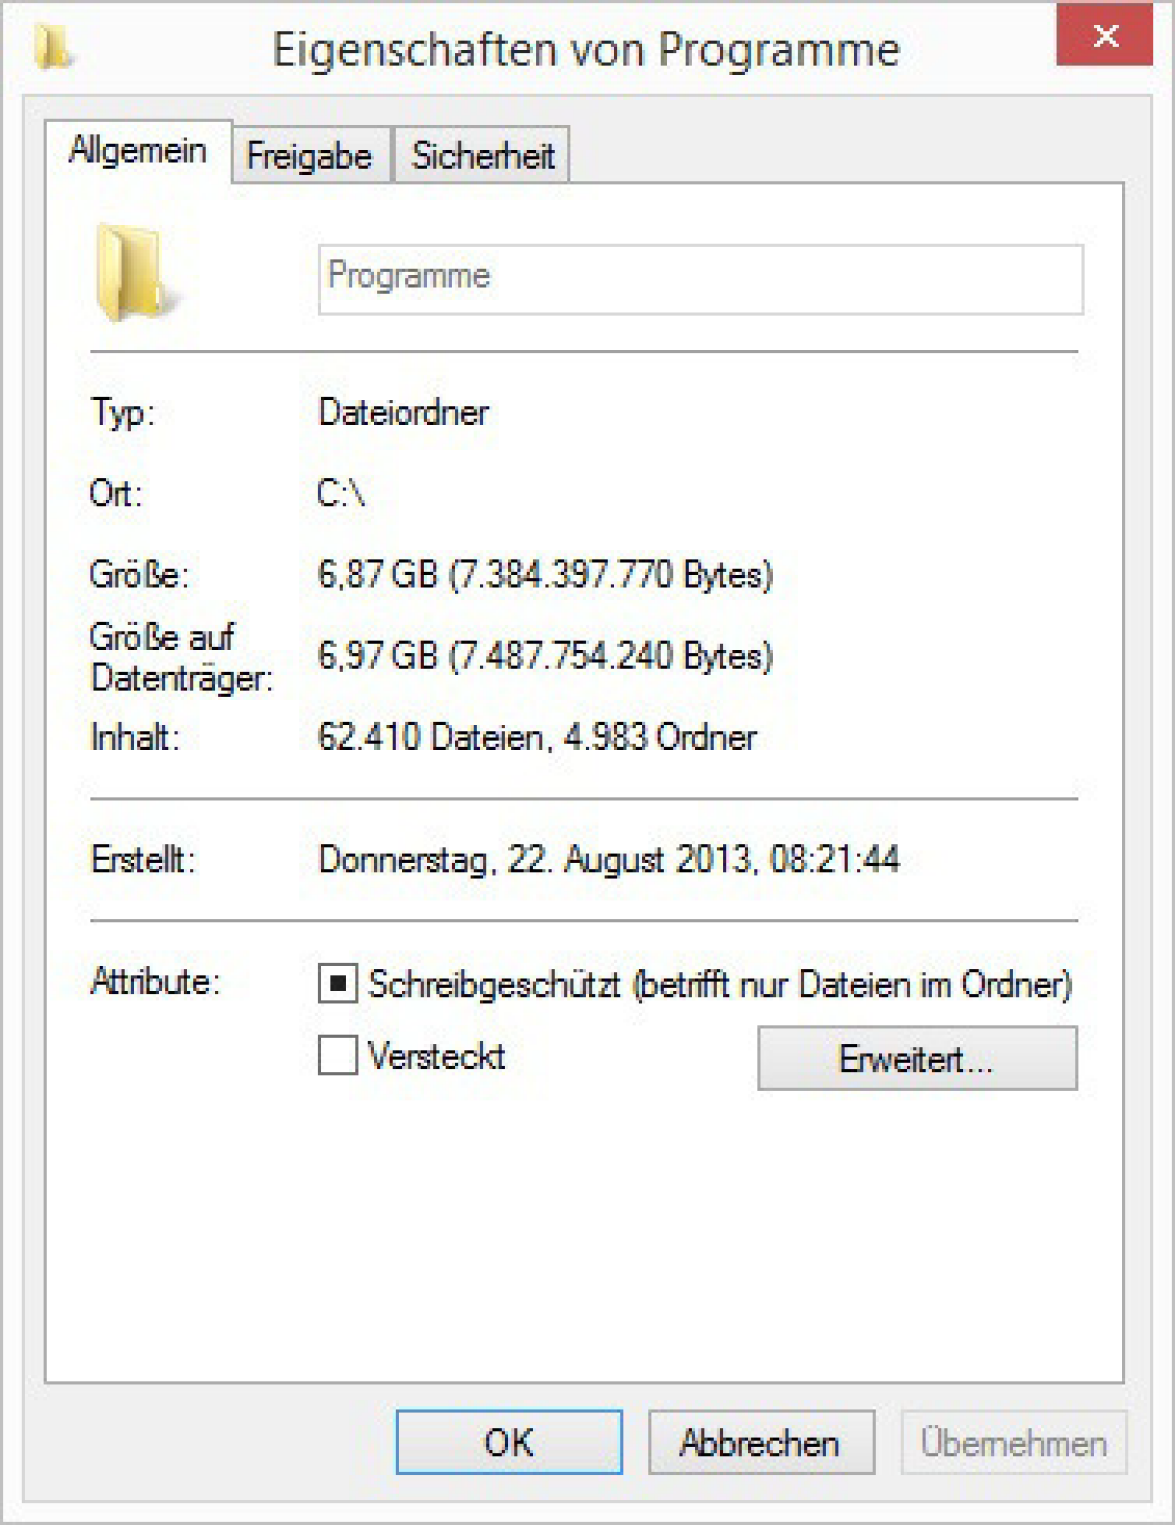 Eigenschaften von Programme
Allgemein Freigabe Sicherheit
Programme
Typ: Dateiordner
Ort: C:\
Größe: 6,87 GB (7.384.397.770 Bytes)
Größe auf
Datenträger: 6,97 GB (7.487.754.240 Bytes)
Inhalt: 62.410 Dateien, 4.983 Ordner
Erstellt: Donnerstag, 22. August 2013, 08:21:44
Attribute: Schreibgeschützt (betrifft nur Dateien im Ordner)
Versteckt Erweitert...
OK Abbrechen Übernehmen